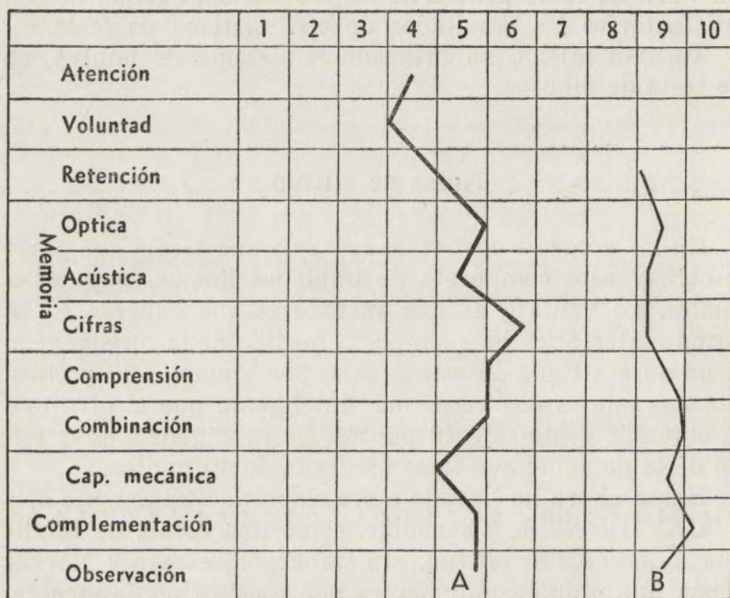 1 2 3 4 5 6 7 8 9 10
Atención
Voluntad
Retención
Memoria
Optica
Acústica
Cifras
Comprensión
Combinación
Cap. mecánica
Complementación
Observación
A B